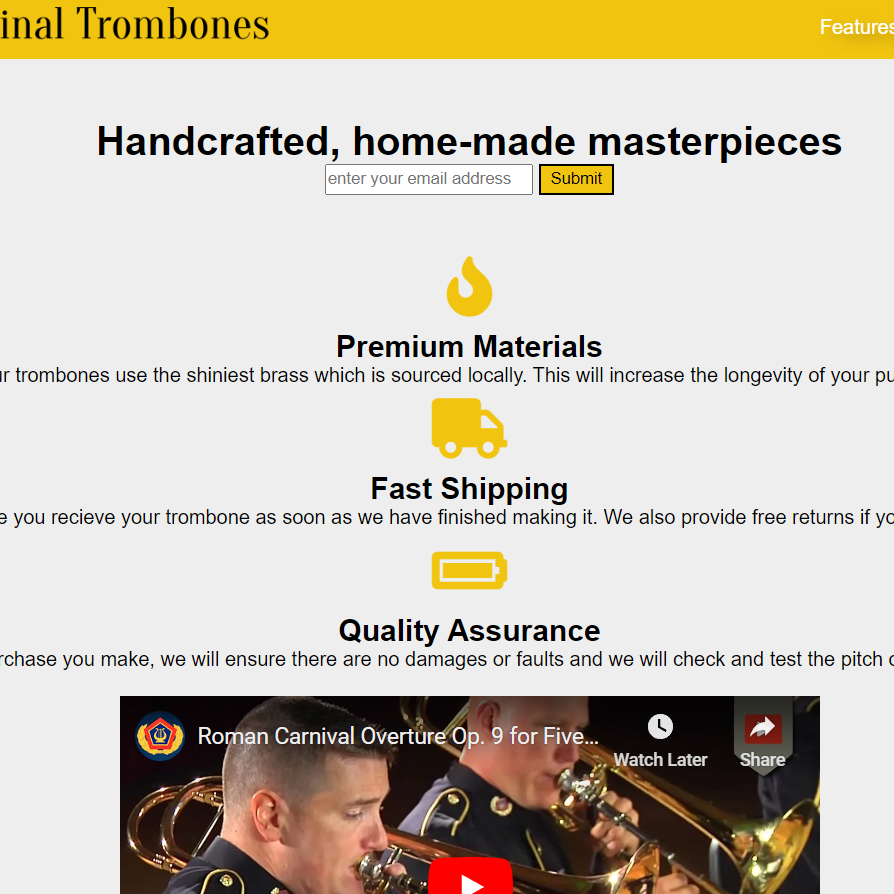 inal Trombones
Features
Handcrafted, home-made masterpieces
enter your email address Submit
Premium Materials
ur trombones use the shiniest brass which is sourced locally. This will increase the longevity of your pu
Fast Shipping
e you recieve your trombone as soon as we have finished making it. We also provide free returns if yo
Quality Assurance
rchase you make, we will ensure there are no damages or faults and we will check and test the pitch o
Roman Carnival Overture Op. 9 for Five...
Watch Later Share